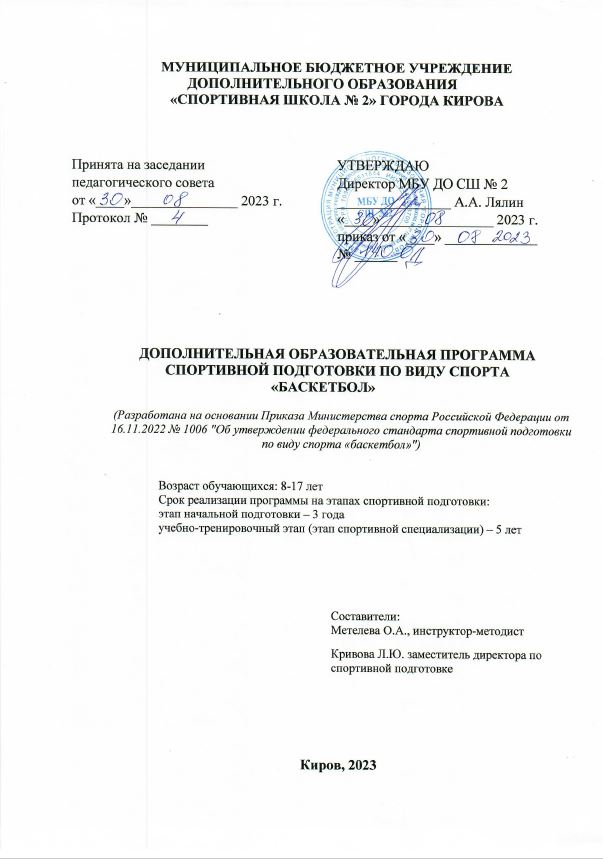 МУНИЦИПАЛЬНОЕ БЮДЖЕТНОЕ УЧРЕЖДЕНИЕ
ДОПОЛНИТЕЛЬНОГО ОБРАЗОВАНИЯ
«СПОРТИВНАЯ ШКОЛА № 2» ГОРОДА КИРОВА
Принята на заседании
педагогического совета
от « 30 » 08 2023 г.
Протокол № 4
УТВЕРЖДАЮ
Директор МБУ ДО СШ № 2
МБУ ДО А.А. Лялин
« 30 » 08 2023 г.
приказ от « 30 » 08 2023
№
ДОПОЛНИТЕЛЬНАЯ ОБРАЗОВАТЕЛЬНАЯ ПРОГРАММА
СПОРТИВНОЙ ПОДГОТОВКИ ПО ВИДУ СПОРТА
«БАСКЕТБОЛ»
(Разработана на основании Приказа Министерства спорта Российской Федерации от
16.11.2022 № 1006 "Об утверждении федерального стандарта спортивной подготовки
по виду спорта «баскетбол»")
Возраст обучающихся: 8-17 лет
Срок реализации программы на этапах спортивной подготовки:
этап начальной подготовки – 3 года
учебно-тренировочный этап (этап спортивной специализации) – 5 лет
Составители:
Метелева О.А., инструктор-методист
Кривова Л.Ю. заместитель директора по
спортивной подготовке
Киров, 2023